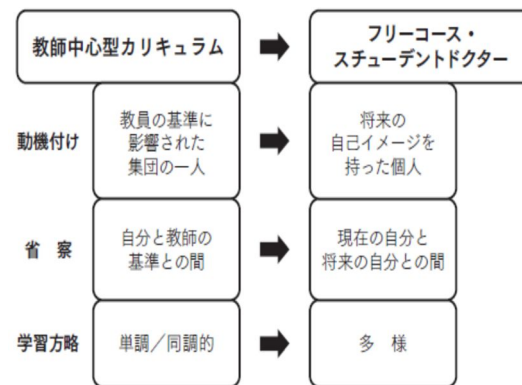 教師中心型カリキュラム
フリーコース・
スチューデントドクター
動機付け
教員の基準に
影響された
集団の一人
将来の
自己イメージを
持った個人
省 察
自分と教師の
基準との間
現在の自分と
将来の自分との間
学習方略
単調／同調的
多 様